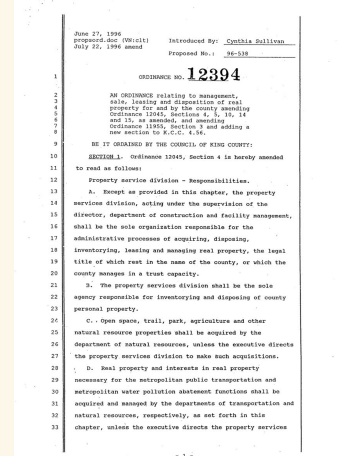 June 27, 1996
propsord.doc (VN:clt)
July 22, 1996 amend
Introduced By: Cynthia Sullivan
Proposed No.: 96-538
1 ORDINANCE NO. 12394
2 AN ORDINANCE relating to management,
3 sale, leasing and disposition of real
4 property for and by the county amending
5 Ordinance 12045, Sections 4, 5, 10, 14
6 and 15, as amended, and amending
7 Ordinance 11955, Section 3 and adding a
8 new section to K.C.C. 4.56.
9 BE IT ORDAINED BY THE COUNCIL OF KING COUNTY:
10 SECTION 1. Ordinance 12045, Section 4 is hereby amended
11 to read as follows:
12 Property service division - Responsibilities.
13 A. Except as provided in this chapter, the property
14 services division, acting under the supervision of the
15 director, department of construction and facility management,
16 shall be the sole organization responsible for the
17 administrative processes of acquiring, disposing,
18 inventorying, leasing and managing real property, the legal
19 title of which rest in the name of the county, or which the
20 county manages in a trust capacity.
21 B. The property services division shall be the sole
22 agency responsible for inventorying and disposing of county
23 personal property.
24 C. Open space, trail, park, agriculture and other
25 natural resource properties shall be acquired by the
26 department of natural resources, unless the executive directs
27 the property services division to make such acquisitions.
28 D. Real property and interests in real property
29 necessary for the metropolitan public transportation and
30 metropolitan water pollution abatement functions shall be
31 acquired and managed by the departments of transportation and
32 natural resources, respectively, as set forth in this
33 chapter, unless the executive directs the property services
- 1 -